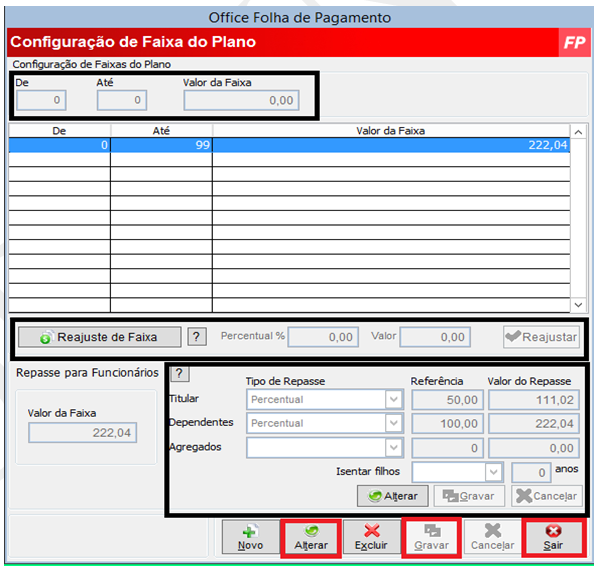 Office Folha de Pagamento
Configuração de Faixa do Plano FP
Configuração de Faixas do Plano
De Até Valor da Faixa
0 0 0,00
De Até Valor da Faixa
0 99 222,04
Reajuste de Faixa ? Percentual % 0,00 Valor 0,00 Reajustar
Repasse para Funcionários ?
Tipo de Repasse Referência Valor do Repasse
Titular Percentual 50,00 111,02
Valor da Faixa
222,04
Dependentes Percentual 100,00 222,04
Agregados 0 0,00
Isentar filhos 0 anos
Alterar Gravar Cancelar
Novo Alterar Excluir Gravar Cancelar Sair